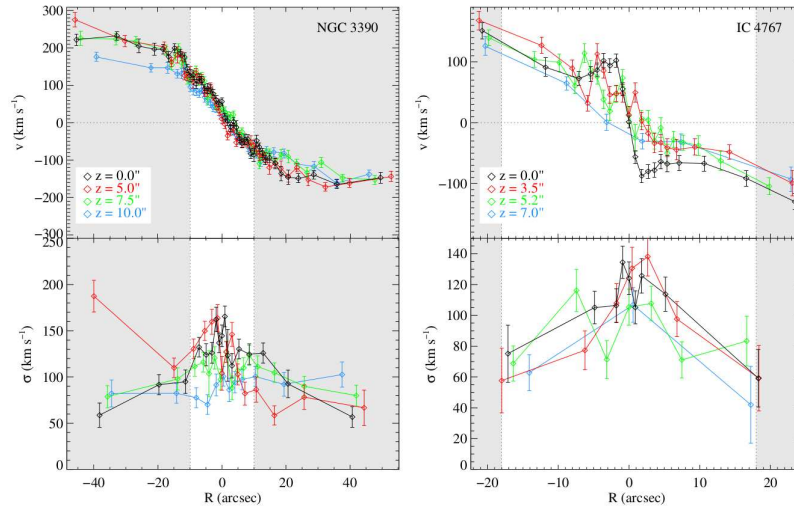 NGC 3390
300
200
100
0
−100
−200
−300
v (km s⁻¹)
z = 0.0"
z = 5.0"
z = 7.5"
z = 10.0"
250
200
150
100
50
0
σ (km s⁻¹)
−40 −20 0 20 40
R (arcsec)
IC 4767
100
0
−100
v (km s⁻¹)
z = 0.0"
z = 3.5"
z = 5.2"
z = 7.0"
140
120
100
80
60
40
20
0
σ (km s⁻¹)
−20 −10 0 10 20
R (arcsec)